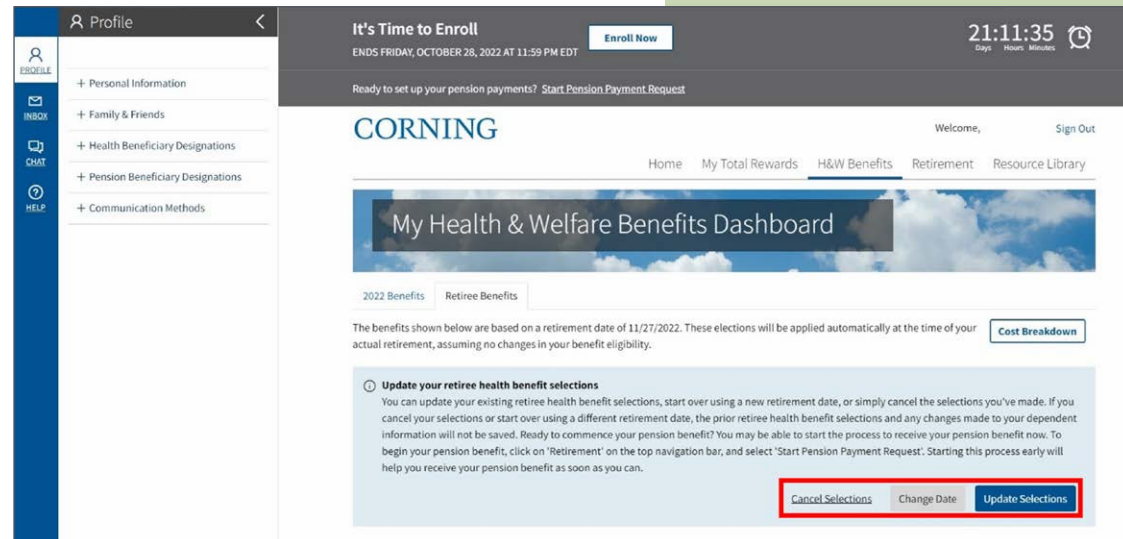 Profile
PROFILE
INBOX
CHAT
HELP
+ Personal Information
+ Family & Friends
+ Health Beneficiary Designations
+ Pension Beneficiary Designations
+ Communication Methods
It's Time to Enroll
ENDS FRIDAY, OCTOBER 28, 2022 AT 11:59 PM EDT
Enroll Now
21:11:35
Days Hours Minutes
Ready to set up your pension payments? Start Pension Payment Request
CORNING
Welcome,
Sign Out
Home My Total Rewards H&W Benefits Retirement Resource Library
My Health & Welfare Benefits Dashboard
2022 Benefits Retiree Benefits
The benefits shown below are based on a retirement date of 11/27/2022. These elections will be applied automatically at the time of your
actual retirement, assuming no changes in your benefit eligibility.
Cost Breakdown
Update your retiree health benefit selections
You can update your existing retiree health benefit selections, start over using a new retirement date, or simply cancel the selections you've made. If you
cancel your selections or start over using a different retirement date, the prior retiree health benefit selections and any changes made to your dependent
information will not be saved. Ready to commence your pension benefit? You may be able to start the process to receive your pension benefit now. To
begin your pension benefit, click on 'Retirement' on the top navigation bar, and select 'Start Pension Payment Request'. Starting this process early will
help you receive your pension benefit as soon as you can.
Cancel Selections Change Date Update Selections